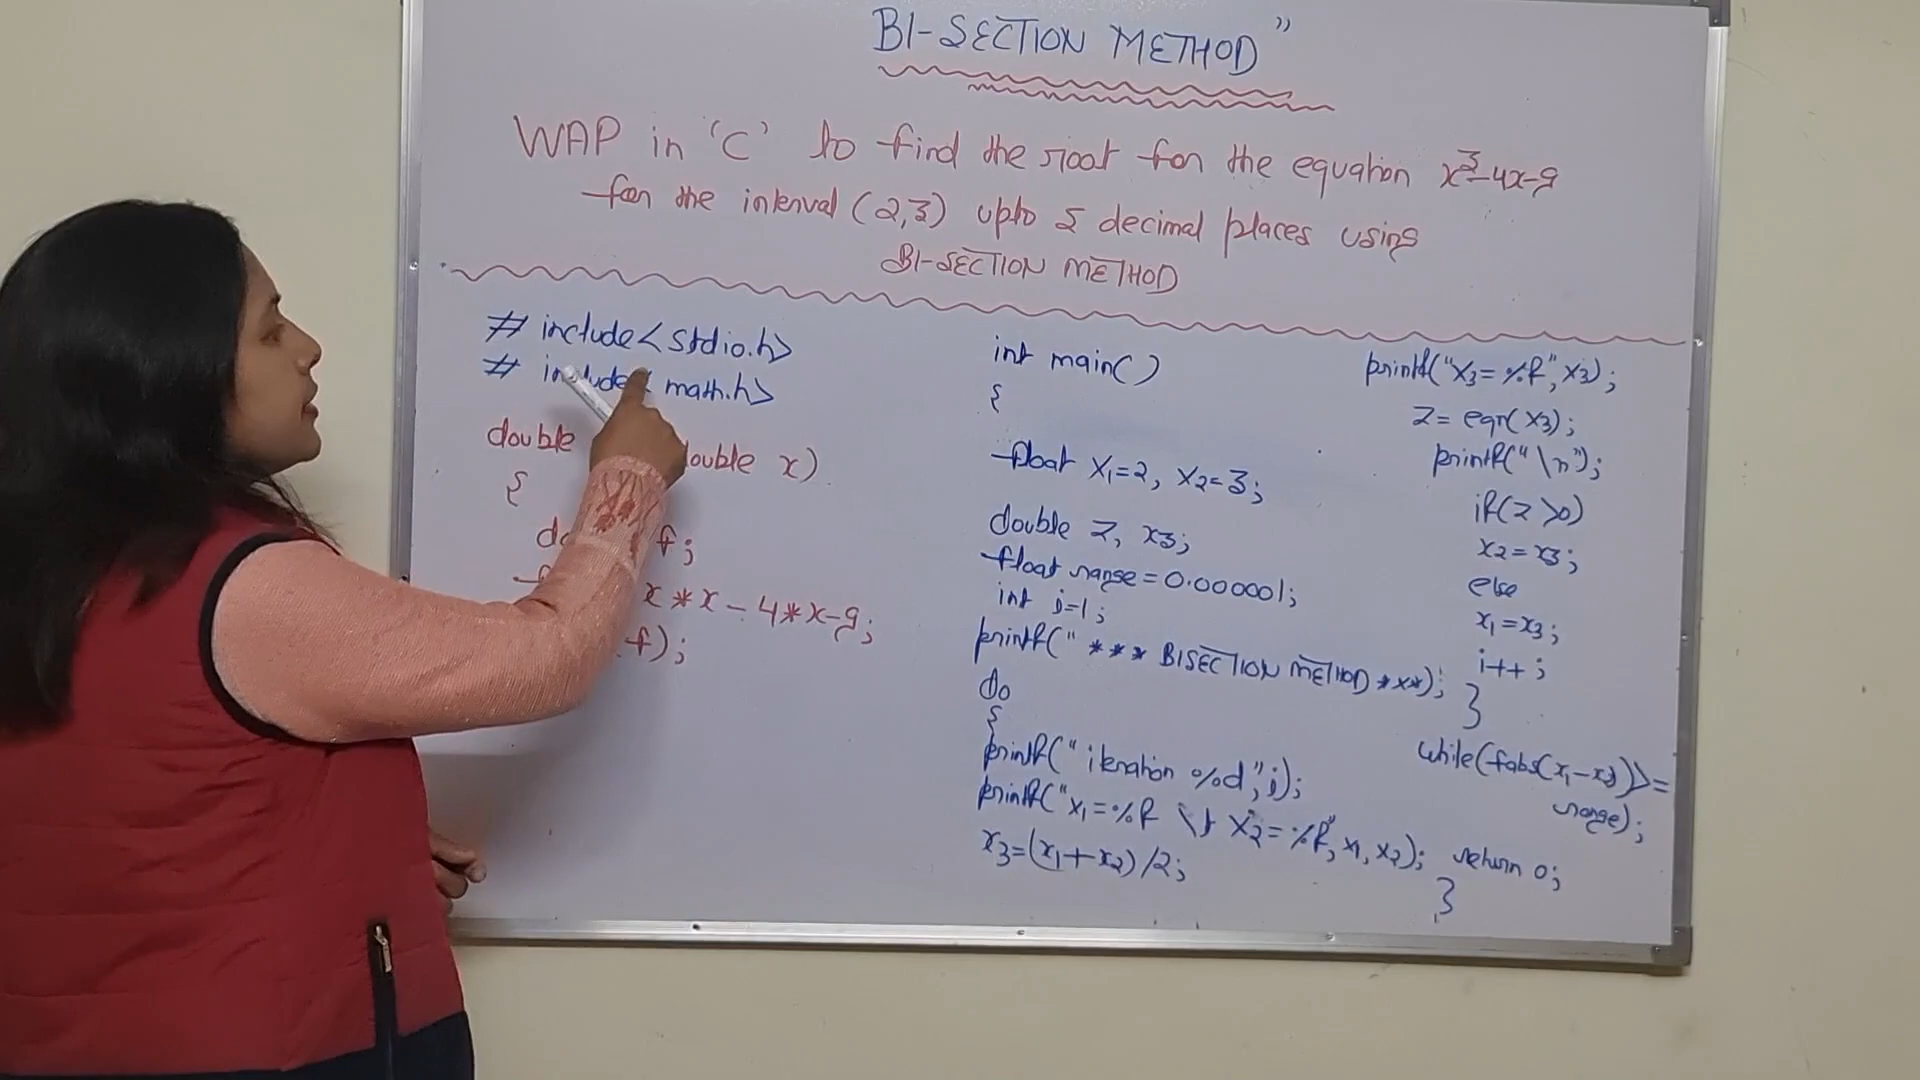 BI-SECTION METHOD"
WAP in 'C' to find the root for the equation x³-4x-9
for the interval (2,3) upto 5 decimal places using
BI-SECTION METHOD
# include<stdio.h>
# include< math.h>
double double x)
{
f;
x*x-4*x-9;
f);
int main()
{
float x1=2, x2=3;
double z, x3;
float range=0.00001;
int i=1;
printf("*** BISECTION METHOD ***);
do
{
printf("iteration %d",i);
printf("x1=%f \t x2=%f", x1, x2);
x3=(x1+x2)/2;
printf("x3=%f",x3);
z= eqn(x3);
printf("\n");
if(z>0)
x2=x3;
else
x1=x3;
i++;
}
while(fabs(x1-x3))>=
range);
return 0;
}